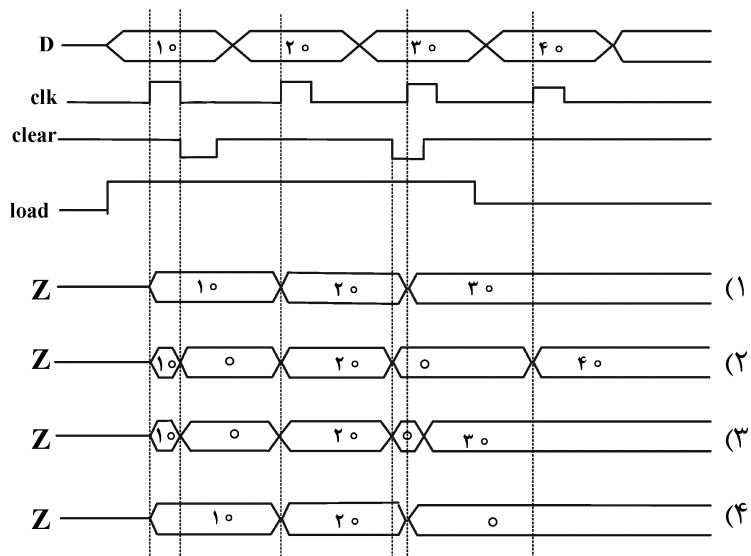 D ۱۰ ۲۰ ۳۰ ۴۰
clk
clear
load
Z ۱۰ ۲۰ ۳۰ (۱
Z ۱۰ ۰ ۲۰ ۰ ۴۰ (۲
Z ۱۰ ۰ ۲۰ ۰ ۳۰ (۳
Z ۱۰ ۲۰ ۰ (۴